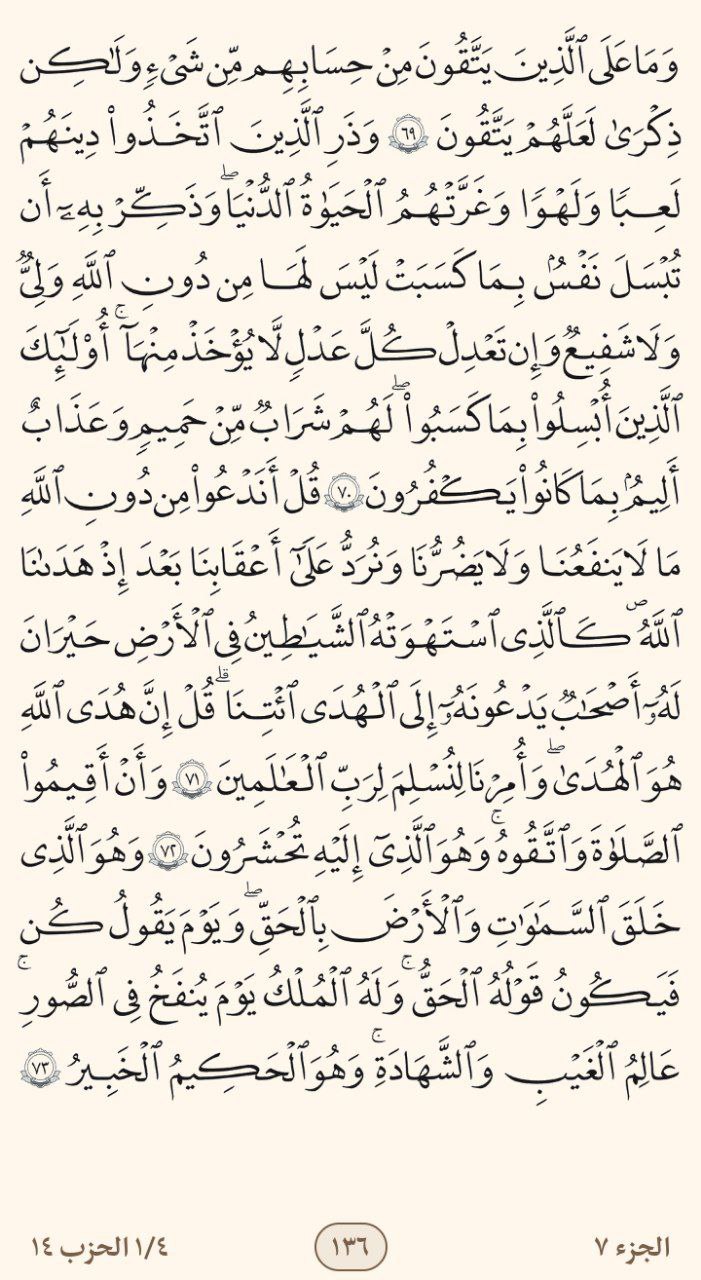 وَمَا عَلَى ٱلَّذِينَ يَتَّقُونَ مِنۡ حِسَابِهِم مِّن شَيۡءٖ وَلَٰكِن
ذِكۡرَىٰ لَعَلَّهُمۡ يَتَّقُونَ ٦٩ وَذَرِ ٱلَّذِينَ ٱتَّخَذُواْ دِينَهُمۡ
لَعِبٗا وَلَهۡوٗا وَغَرَّتۡهُمُ ٱلۡحَيَوٰةُ ٱلدُّنۡيَاۖ وَذَكِّرۡ بِهِۦٓ أَن
تُبۡسَلَ نَفۡسُۢ بِمَا كَسَبَتۡ لَيۡسَ لَهَا مِن دُونِ ٱللَّهِ وَلِيّٞ
وَلَا شَفِيعٞ وَإِن تَعۡدِلۡ كُلَّ عَدۡلٖ لَّا يُؤۡخَذۡ مِنۡهَآۚ أُوْلَٰٓئِكَ
ٱلَّذِينَ أُبۡسِلُواْ بِمَا كَسَبُواْۖ لَهُمۡ شَرَابٞ مِّنۡ حَمِيمٖ وَعَذَابٌ
أَلِيمُۢ بِمَا كَانُواْ يَكۡفُرُونَ ٧٠ قُلۡ أَنَدۡعُواْ مِن دُونِ ٱللَّهِ
مَا لَا يَنفَعُنَا وَلَا يَضُرُّنَا وَنُرَدُّ عَلَىٰٓ أَعۡقَابِنَا بَعۡدَ إِذۡ هَدَىٰنَا
ٱللَّهُ ۖ كَٱلَّذِى ٱسۡتَهۡوَتۡهُ ٱلشَّيَٰطِينُ فِى ٱلۡأَرۡضِ حَيۡرَانَ
لَهُۥٓ أَصۡحَٰبٞ يَدۡعُونَهُۥٓ إِلَى ٱلۡهُدَى ٱئۡتِنَاۗ قُلۡ إِنَّ هُدَى ٱللَّهِ
هُوَ ٱلۡهُدَىٰۖ وَأُمِرۡنَا لِنُسۡلِمَ لِرَبِّ ٱلۡعَٰلَمِينَ ٧١ وَأَنۡ أَقِيمُواْ
ٱلصَّلَوٰةَ وَٱتَّقُوهُۚ وَهُوَ ٱلَّذِىٓ إِلَيۡهِ تُحۡشَرُونَ ٧٢ وَهُوَ ٱلَّذِى
خَلَقَ ٱلسَّمَٰوَٰتِ وَٱلۡأَرۡضَ بِٱلۡحَقِّۖ وَيَوۡمَ يَقُولُ كُن
فَيَكُونُ قَوۡلُهُ ٱلۡحَقُّۚ وَلَهُ ٱلۡمُلۡكُ يَوۡمَ يُنفَخُ فِى ٱلصُّورِۚ
عَٰلِمُ ٱلۡغَيۡبِ وَٱلشَّهَٰدَةِۚ وَهُوَ ٱلۡحَكِيمُ ٱلۡخَبِيرُ ٧٣
الجزء ٧ ١٣٦ ١/٤ الحزب ١٤